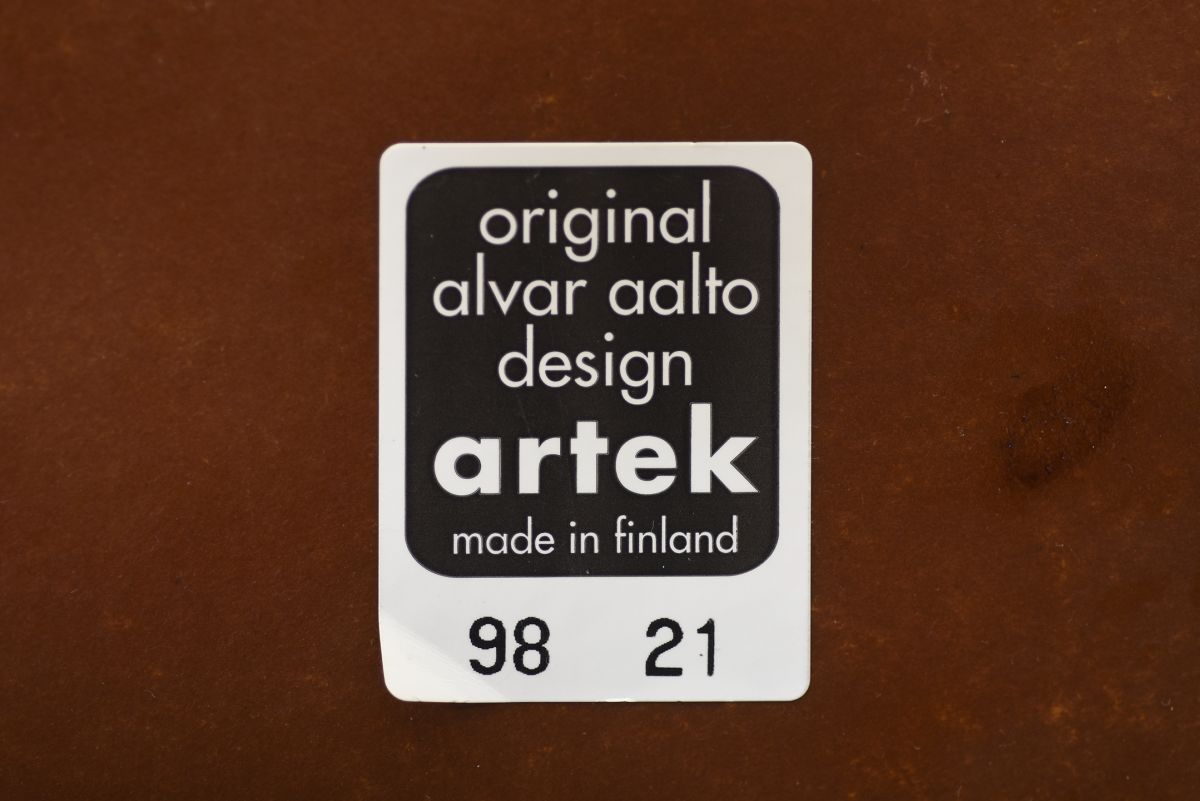 original
alvar aalto
design
artek
made in finland
98 21